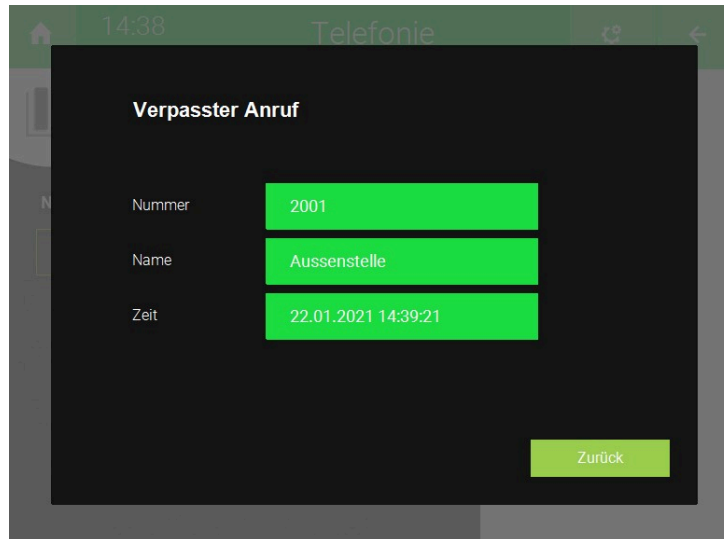 14:38 Telefonie
Verpasster Anruf
N
Nummer 2001
Name Aussenstelle
Zeit 22.01.2021 14:39:21
Zurück